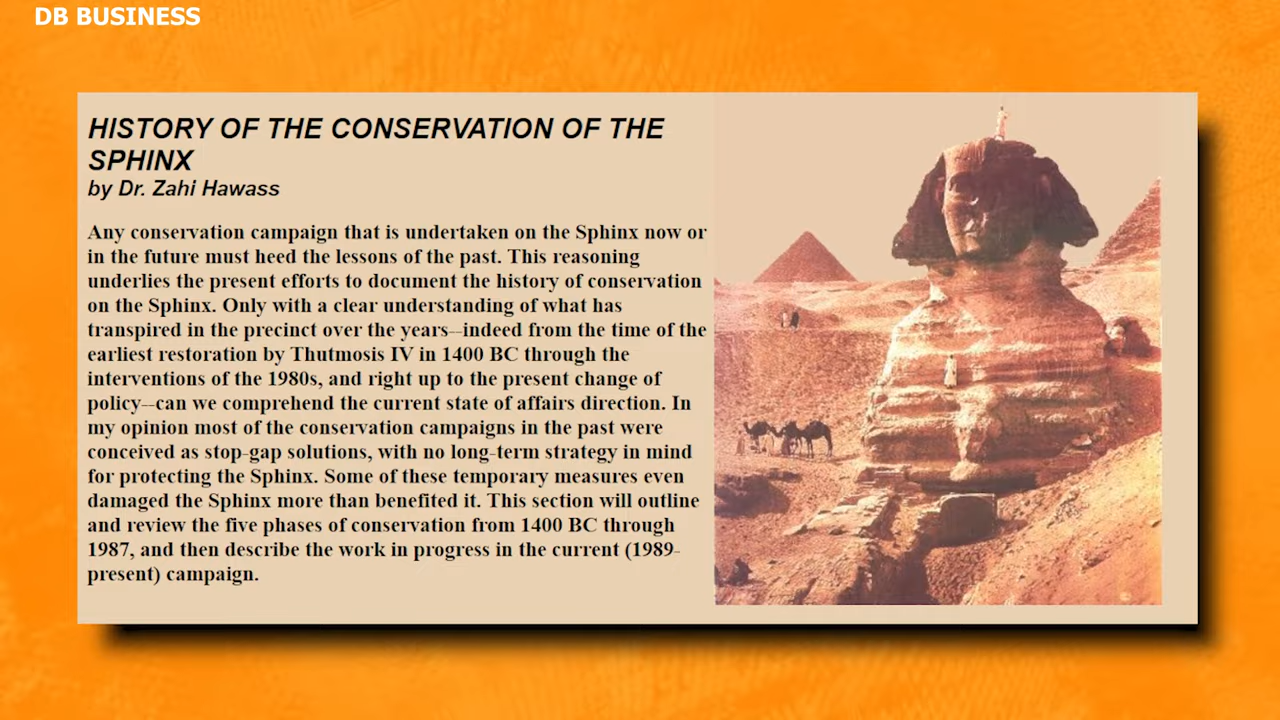 DB BUSINESS
HISTORY OF THE CONSERVATION OF THE
SPHINX
by Dr. Zahi Hawass
Any conservation campaign that is undertaken on the Sphinx now or
in the future must heed the lessons of the past. This reasoning
underlies the present efforts to document the history of conservation
on the Sphinx. Only with a clear understanding of what has
transpired in the precinct over the years--indeed from the time of the
earliest restoration by Thutmosis IV in 1400 BC through the
interventions of the 1980s, and right up to the present change of
policy--can we comprehend the current state of affairs direction. In
my opinion most of the conservation campaigns in the past were
conceived as stop-gap solutions, with no long-term strategy in mind
for protecting the Sphinx. Some of these temporary measures even
damaged the Sphinx more than benefited it. This section will outline
and review the five phases of conservation from 1400 BC through
1987, and then describe the work in progress in the current (1989-
present) campaign.